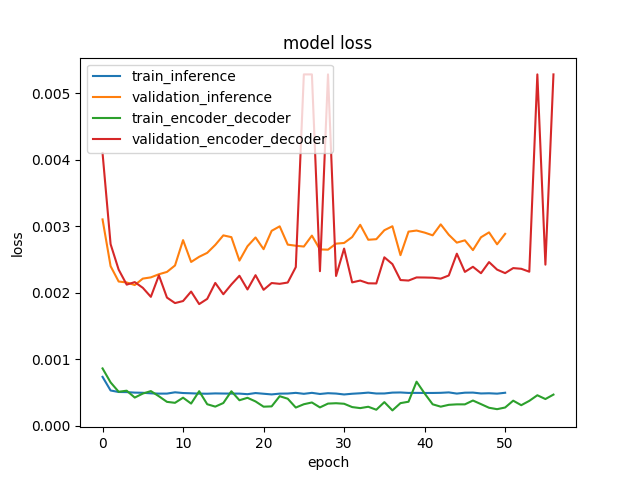 model loss
train_inference
validation_inference
train_encoder_decoder
validation_encoder_decoder
loss
0.005
0.004
0.003
0.002
0.001
0.000
0 10 20 30 40 50
epoch